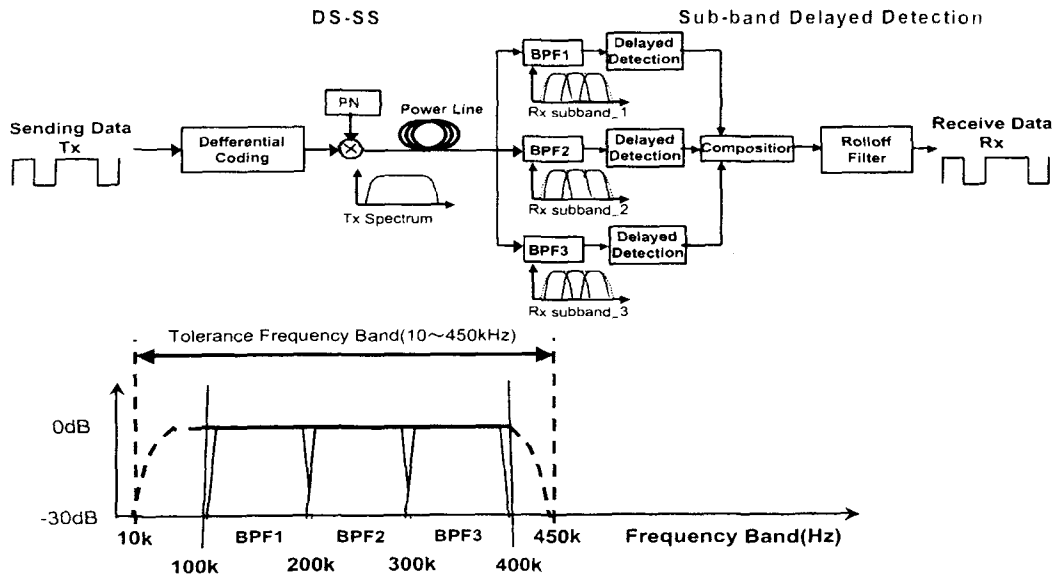 DS-SS
Sub-band Delayed Detection
Sending Data
Tx
Defferential
Coding
PN
Power Line
Tx Spectrum
BPF1
Delayed
Detection
Rx subband_1
BPF2
Delayed
Detection
Rx subband_2
BPF3
Delayed
Detection
Rx subband_3
Composition
Rolloff
Filter
Receive Data
Rx
Tolerance Frequency Band(10～450kHz)
0dB
-30dB
10k
BPF1
BPF2
BPF3
450k
Frequency Band(Hz)
100k
200k
300k
400k